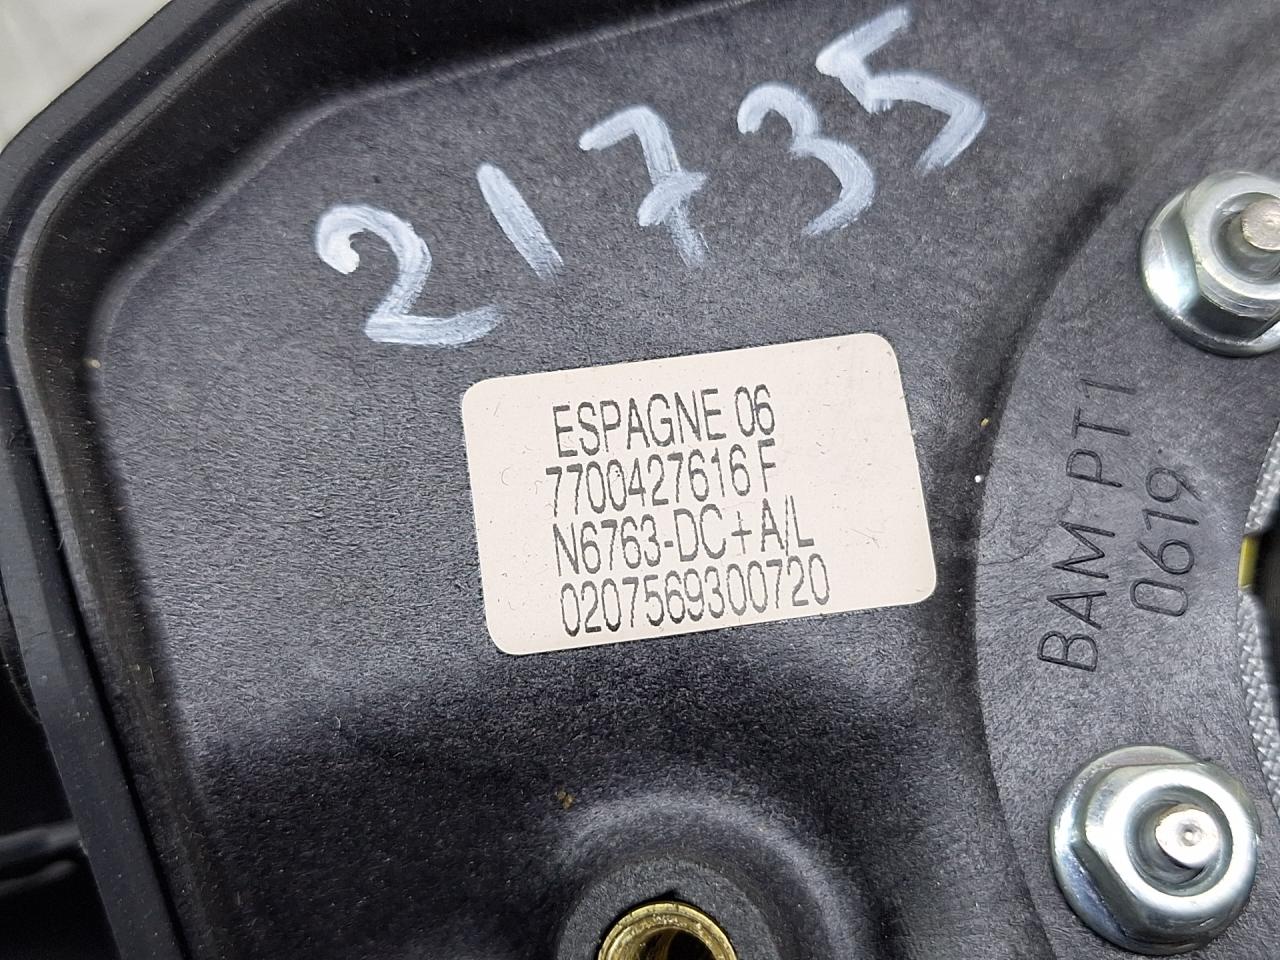 21735
ESPAGNE 06
7700427616 F
N6763-DC+A/L
0207569300720
BAM PT1
0619